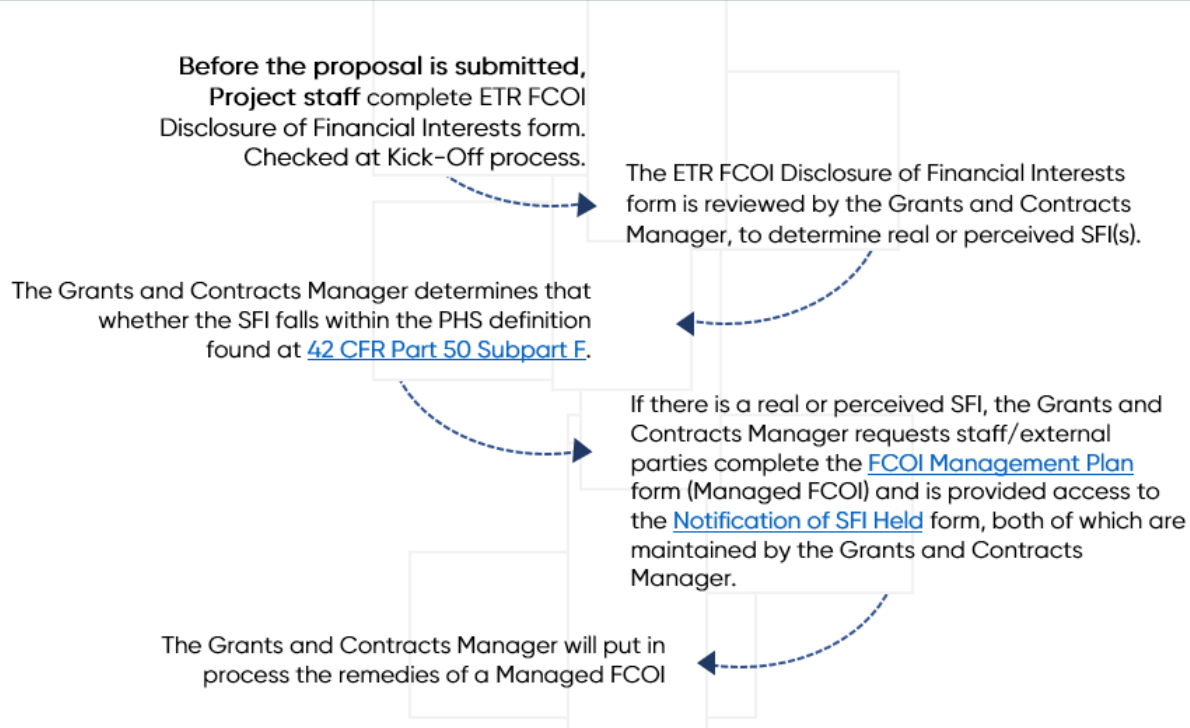 Before the proposal is submitted,
Project staff complete ETR FCOI
Disclosure of Financial Interests form.
Checked at Kick-Off process.
The ETR FCOI Disclosure of Financial Interests
form is reviewed by the Grants and Contracts
Manager, to determine real or perceived SFI(s).
The Grants and Contracts Manager determines that
whether the SFI falls within the PHS definition
found at 42 CFR Part 50 Subpart F.
If there is a real or perceived SFI, the Grants and
Contracts Manager requests staff/external
parties complete the FCOI Management Plan
form (Managed FCOI) and is provided access to
the Notification of SFI Held form, both of which are
maintained by the Grants and Contracts
Manager.
The Grants and Contracts Manager will put in
process the remedies of a Managed FCOI